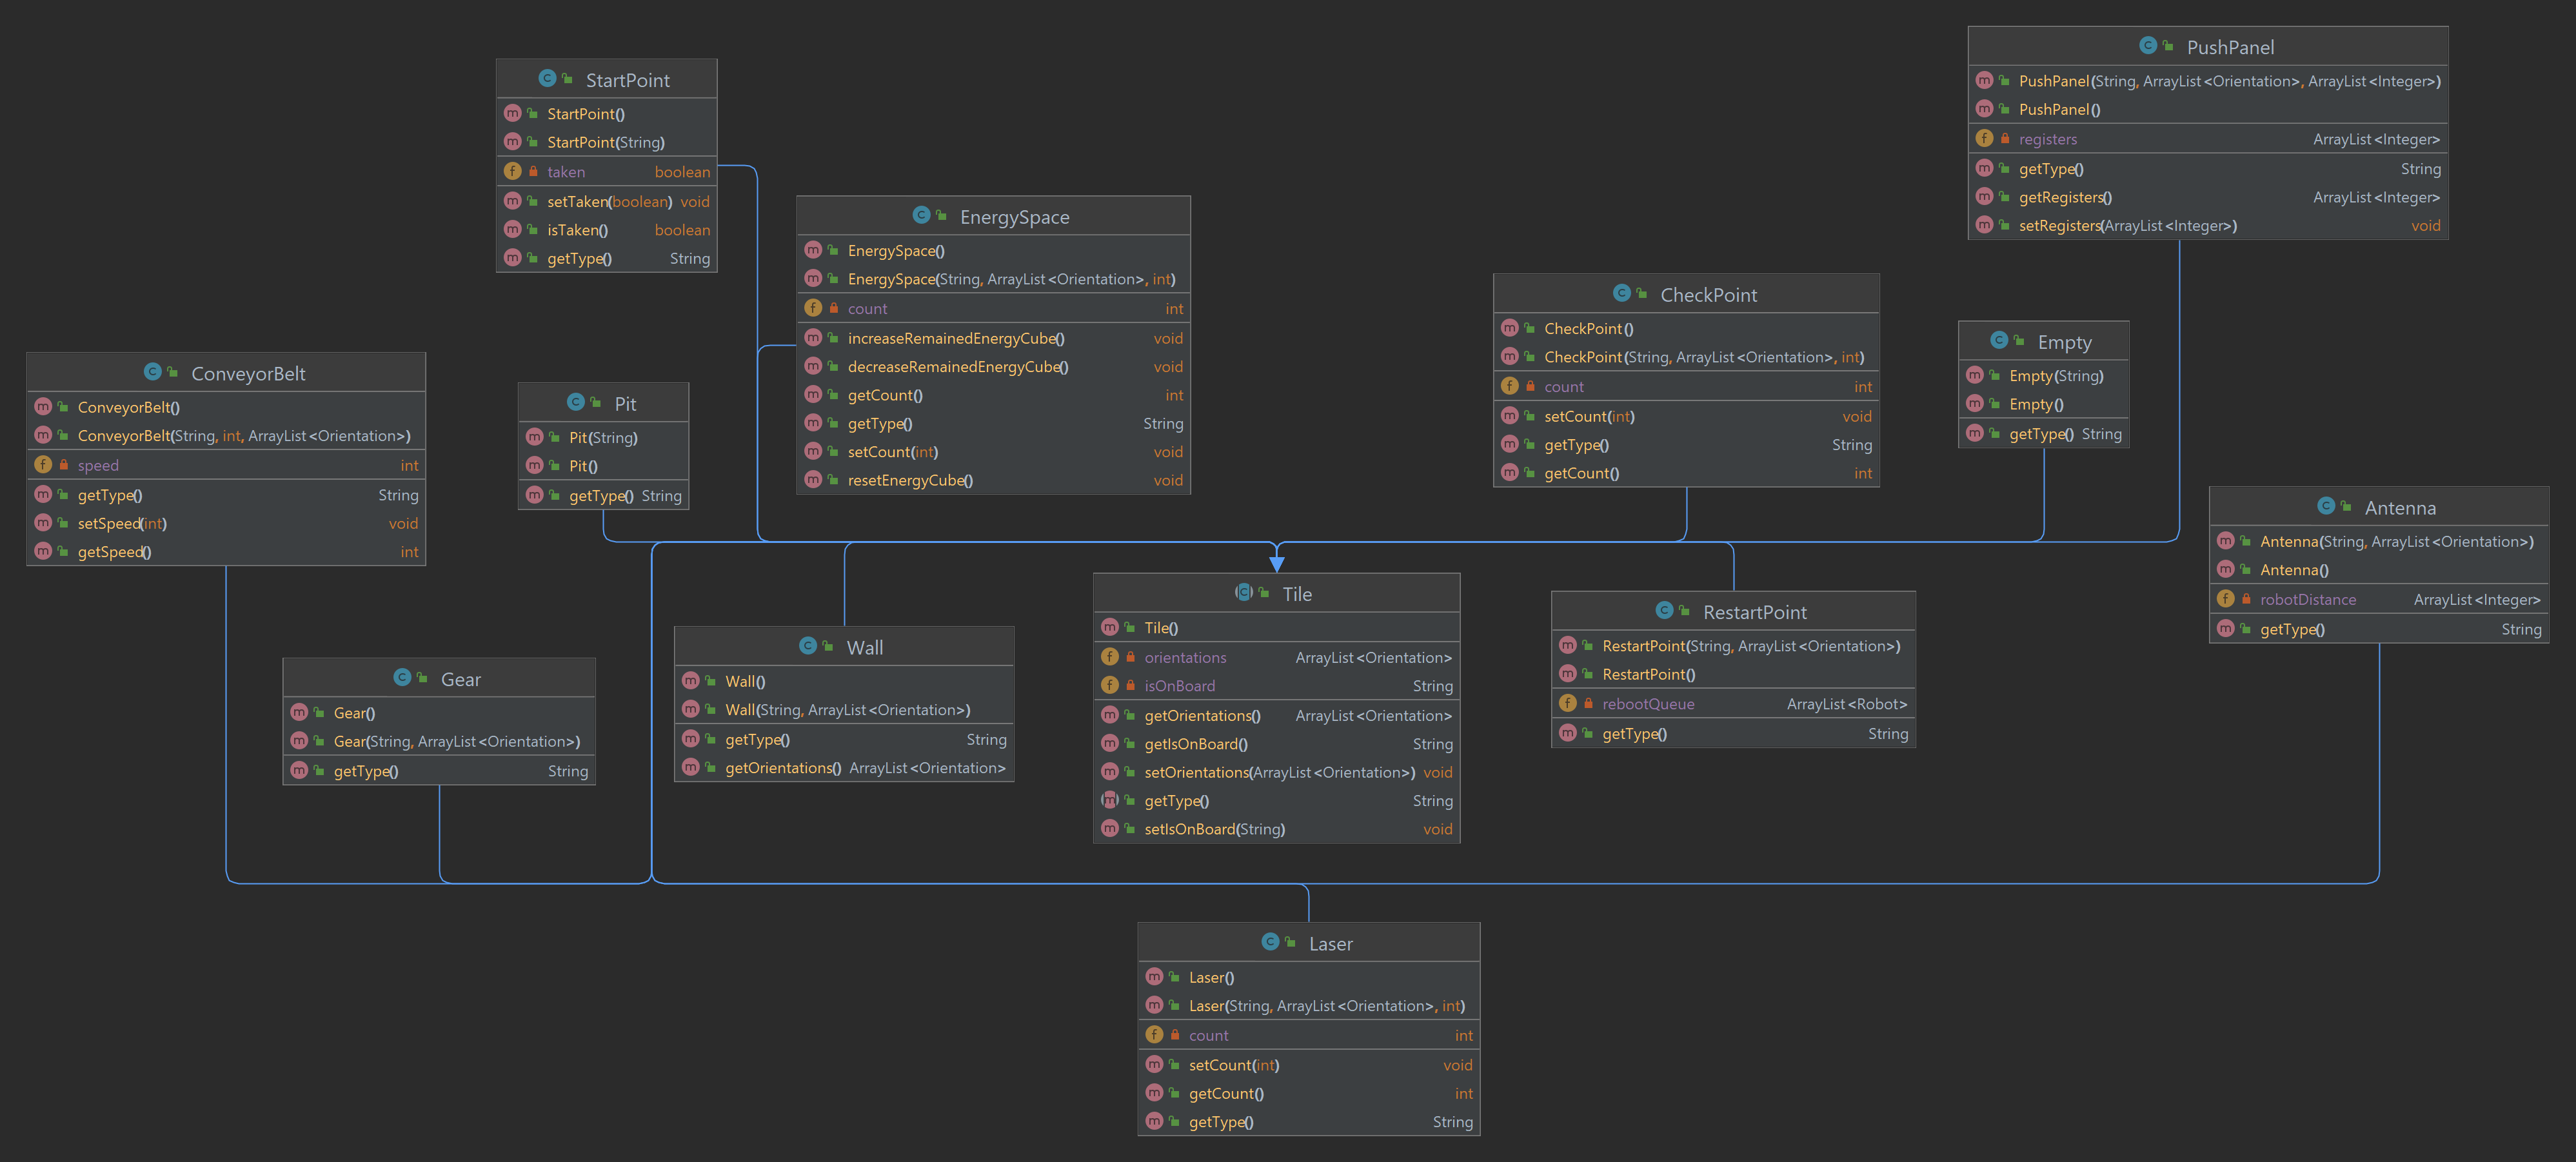 StartPoint
StartPoint()
StartPoint(String)
taken boolean
setTaken(boolean) void
isTaken() boolean
getType() String
PushPanel
PushPanel(String, ArrayList<Orientation>, ArrayList<Integer>)
PushPanel()
registers ArrayList<Integer>
getType() String
getRegisters() ArrayList<Integer>
setRegisters(ArrayList<Integer>) void
EnergySpace
EnergySpace()
EnergySpace(String, ArrayList<Orientation>, int)
count int
increaseRemainedEnergyCube() void
decreaseRemainedEnergyCube() void
getCount() int
getType() String
setCount(int) void
resetEnergyCube() void
CheckPoint
CheckPoint()
CheckPoint(String, ArrayList<Orientation>, int)
count int
setCount(int) void
getType() String
getCount() int
Empty
Empty(String)
Empty()
getType() String
ConveyorBelt
ConveyorBelt()
ConveyorBelt(String, int, ArrayList<Orientation>)
speed int
getType() String
setSpeed(int) void
getSpeed() int
Pit
Pit(String)
Pit()
getType() String
Antenna
Antenna(String, ArrayList<Orientation>)
Antenna()
robotDistance ArrayList<Integer>
getType() String
Tile
Tile()
orientations ArrayList<Orientation>
isOnBoard String
getOrientations() ArrayList<Orientation>
getIsOnBoard() String
setOrientations(ArrayList<Orientation>) void
getType() String
setIsOnBoard(String) void
RestartPoint
RestartPoint(String, ArrayList<Orientation>)
RestartPoint()
rebootQueue ArrayList<Robot>
getType() String
Wall
Wall()
Wall(String, ArrayList<Orientation>)
getType() String
getOrientations() ArrayList<Orientation>
Gear
Gear()
Gear(String, ArrayList<Orientation>)
getType() String
Laser
Laser()
Laser(String, ArrayList<Orientation>, int)
count int
setCount(int) void
getCount() int
getType() String